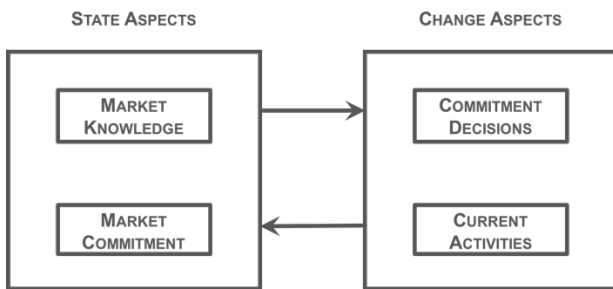 STATE ASPECTS
CHANGE ASPECTS
MARKET
KNOWLEDGE
COMMITMENT
DECISIONS
MARKET
COMMITMENT
CURRENT
ACTIVITIES